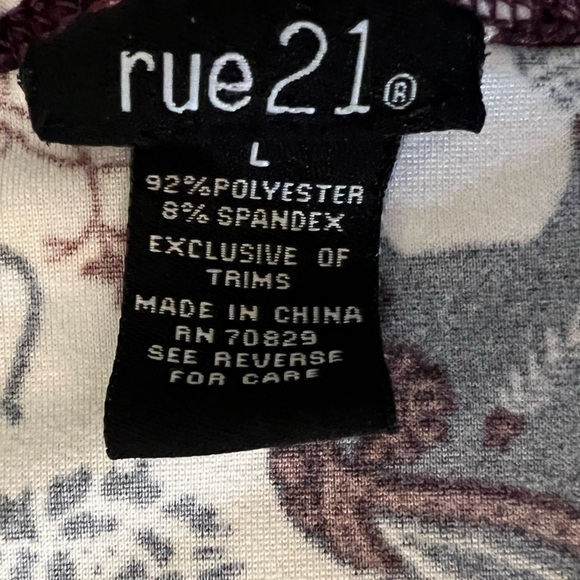 rue21®
L
92%POLYESTER
8% SPANDEX
EXCLUSIVE OF
TRIMS
MADE IN CHINA
RN 70829
SEE REVERSE
FOR CARE